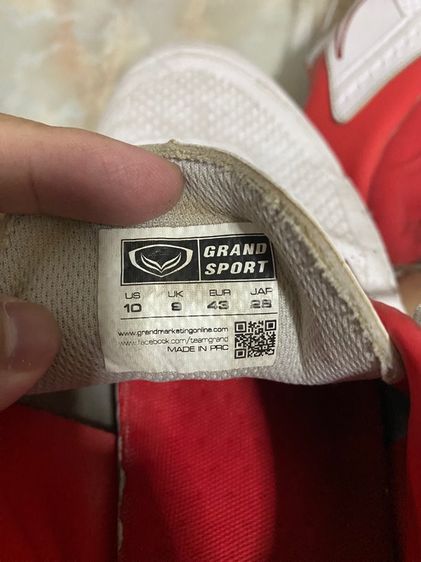 GRAND
SPORT
US UK EUR JAP
10 9 43 28
www.grandmarketingonline.com
www.facebook.com/teamgrand
MADE IN PRC